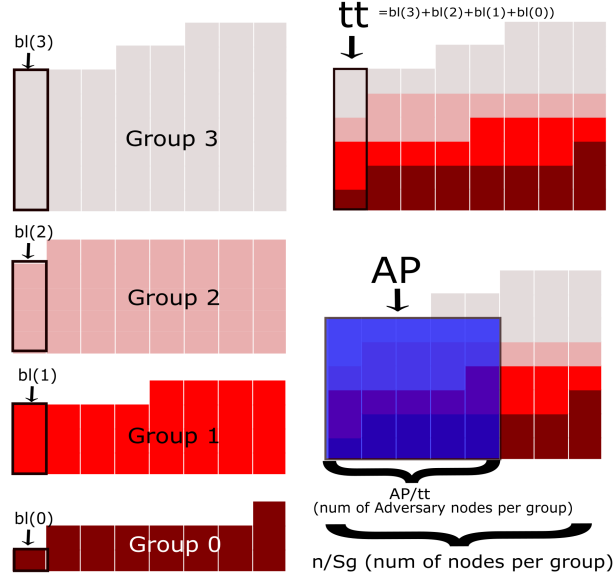 bl(3)
Group 3
bl(2)
Group 2
bl(1)
Group 1
bl(0)
Group 0
tt =bl(3)+bl(2)+bl(1)+bl(0))
AP
AP/tt
(num of Adversary nodes per group)
n/Sg (num of nodes per group)